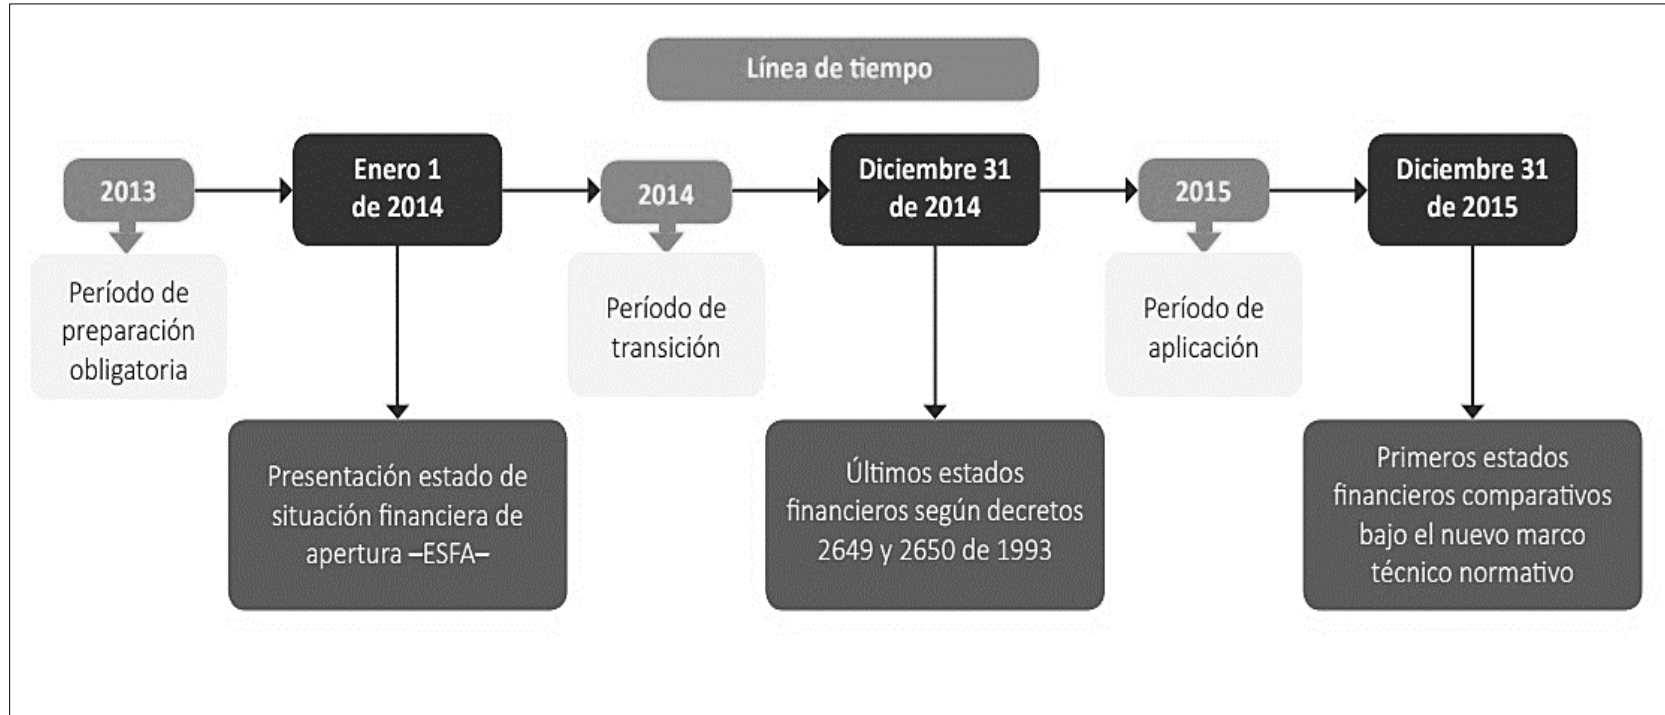 Línea de tiempo
2013
Enero 1
de 2014
2014
Diciembre 31
de 2014
2015
Diciembre 31
de 2015
Período de
preparación
obligatoria
Período de
transición
Período de
aplicación
Presentación estado de
situación financiera de
apertura –ESFA–
Últimos estados
financieros según decretos
2649 y 2650 de 1993
Primeros estados
financieros comparativos
bajo el nuevo marco
técnico normativo